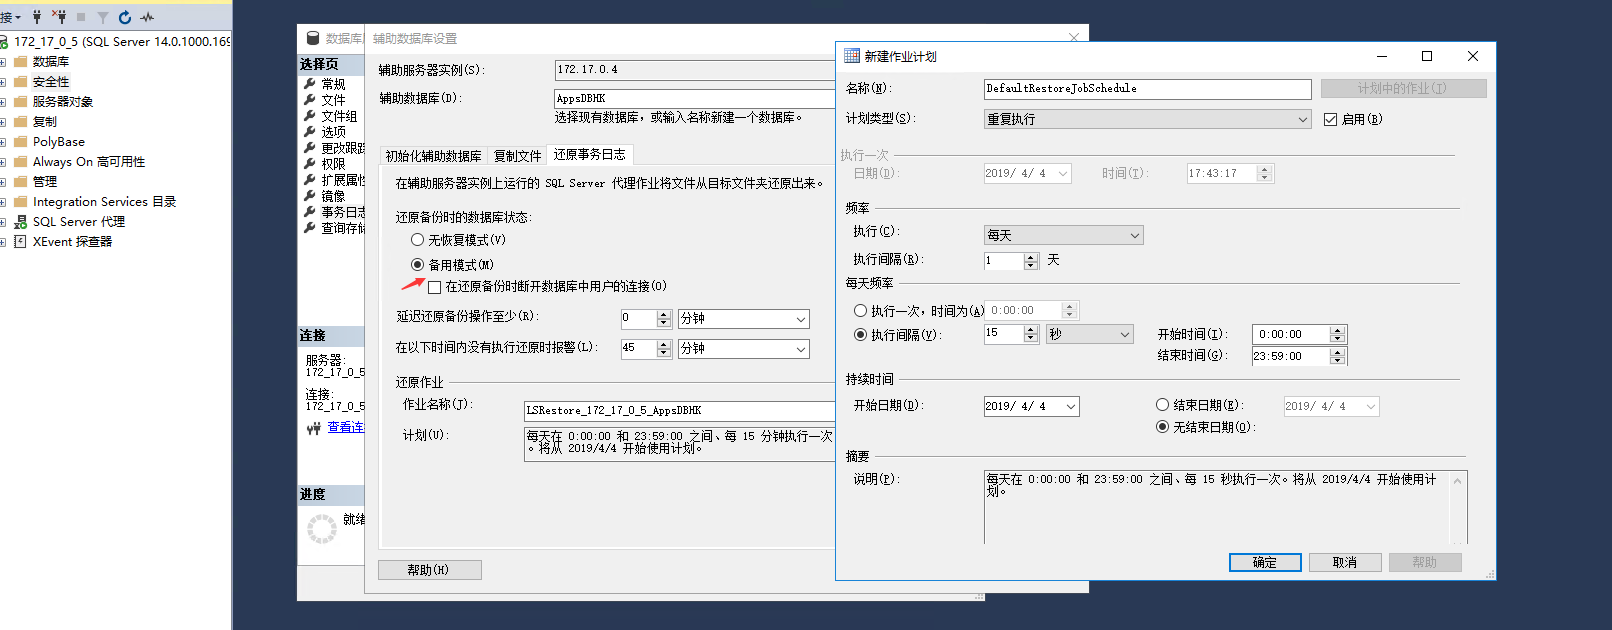 接
172_17_0_5 (SQL Server 14.0.1000.169
数据库
安全性
服务器对象
复制
PolyBase
Always On 高可用性
管理
Integration Services 目录
SQL Server 代理
XEvent 探查器
数据库
选择页
常规
文件
文件组
选项
更改跟踪
权限
扩展属性
镜像
事务日志
查询存储
连接
服务器:
172_17_0_5
连接:
172_17_0_5
查看连
进度
就绪
辅助数据库设置
辅助服务器实例(S):
172.17.0.4
辅助数据库(D):
AppsDBHK
选择现有数据库，或输入名称新建一个数据库。
初始化辅助数据库 复制文件 还原事务日志
在辅助服务器实例上运行的 SQL Server 代理作业将文件从目标文件夹还原出来。
还原备份时的数据库状态:
无恢复模式(V)
备用模式(M)
在还原备份时断开数据库中用户的连接(O)
延迟还原备份操作至少(R):
0 分钟
在以下时间内没有执行还原时报警(L):
45 分钟
还原作业
作业名称(J):
LSRestore_172_17_0_5_AppsDBHK
计划(U):
每天在 0:00:00 和 23:59:00 之间、每 15 分钟执行一次
。将从 2019/4/4 开始使用计划。
帮助(H)
新建作业计划
名称(N):
DefaultRestoreJobSchedule
计划中的作业(J)
计划类型(S):
重复执行
启用(B)
执行一次
日期(D):
2019/ 4/ 4
时间(T):
17:43:17
频率
执行(C):
每天
执行间隔(R):
1 天
每天频率
执行一次，时间为(A)
0:00:00
执行间隔(V):
15 秒
开始时间(I):
0:00:00
结束时间(G):
23:59:00
持续时间
开始日期(D):
2019/ 4/ 4
结束日期(E):
2019/ 4/ 4
无结束日期(O):
摘要
说明(P):
每天在 0:00:00 和 23:59:00 之间、每 15 秒执行一次。将从 2019/4/4 开始使用计
划。
确定
取消
帮助